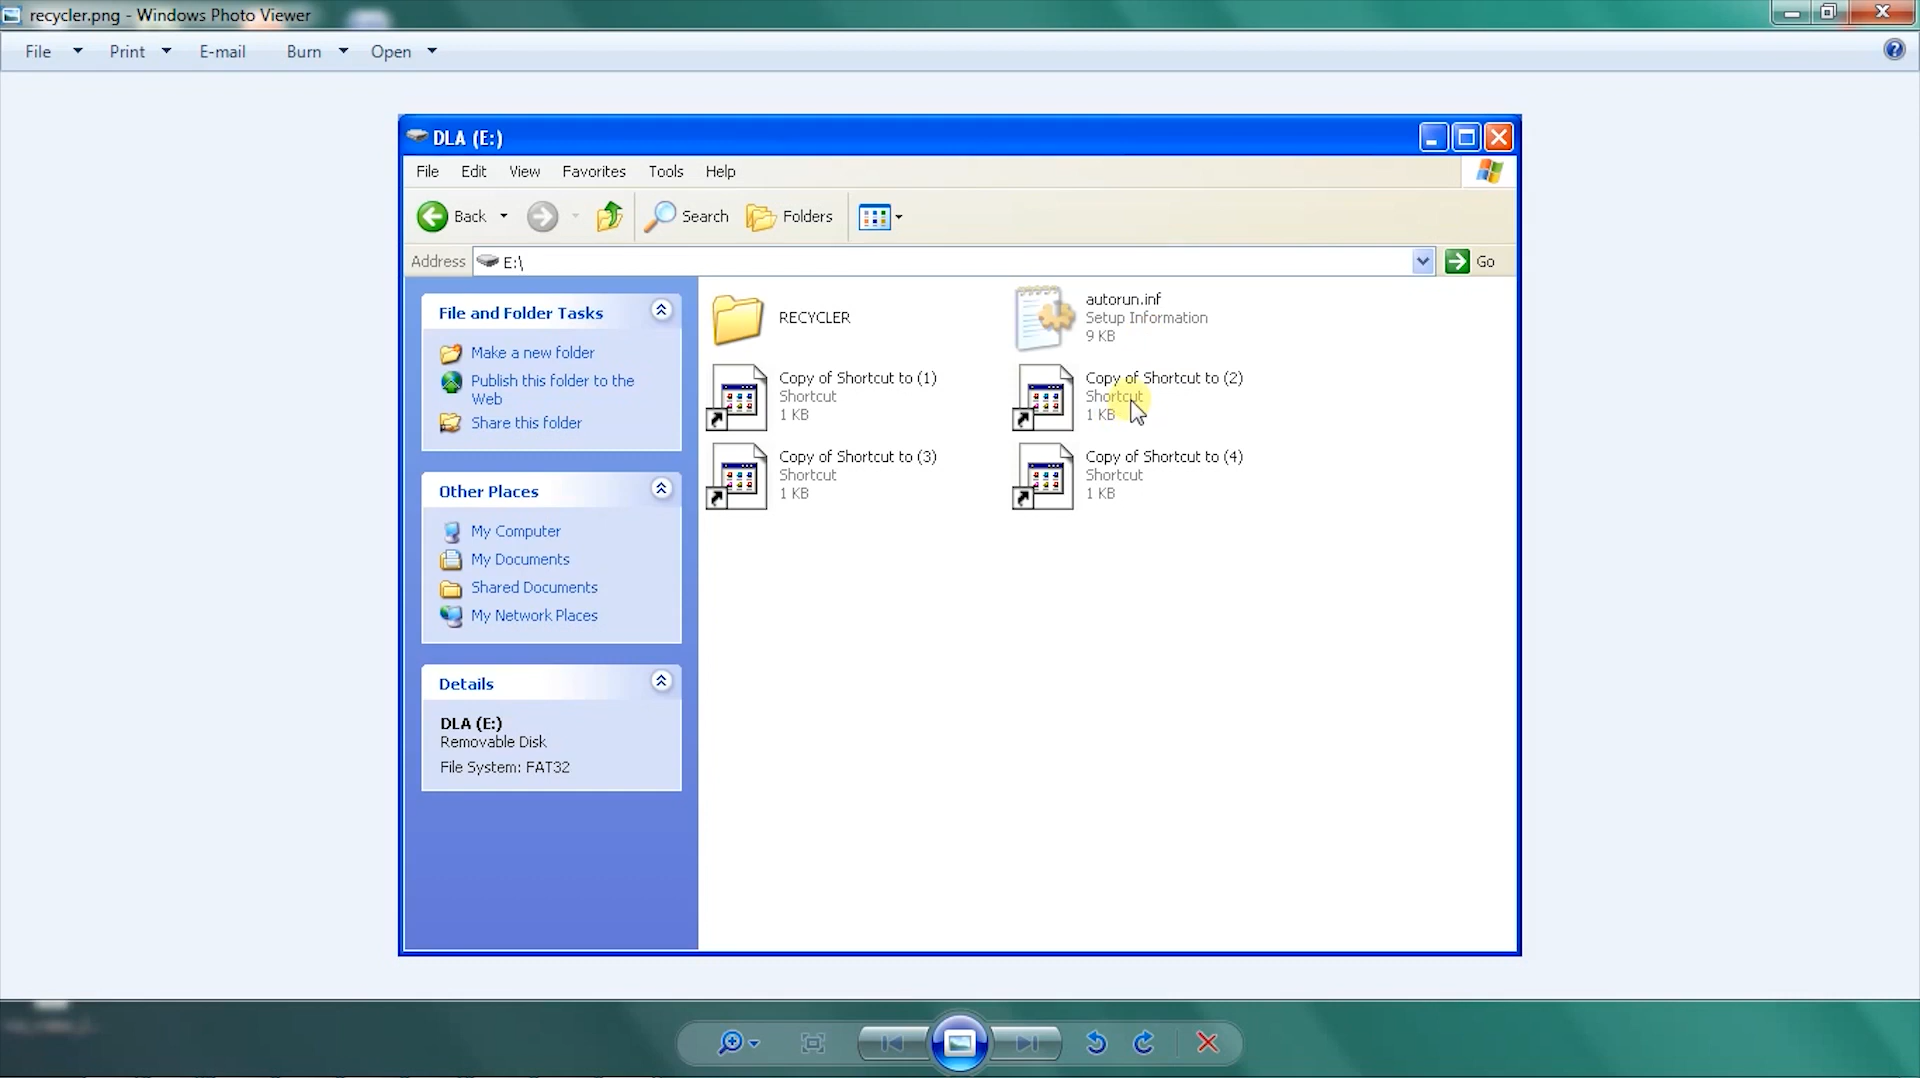 recycler.png - Windows Photo Viewer
File Print E-mail Burn Open
DLA (E:)
File Edit View Favorites Tools Help
Back Search Folders
Address E:\ Go
File and Folder Tasks
Make a new folder
Publish this folder to the
Web
Share this folder
Other Places
My Computer
My Documents
Shared Documents
My Network Places
Details
DLA (E:)
Removable Disk
File System: FAT32
RECYCLER
autorun.inf
Setup Information
9 KB
Copy of Shortcut to (1)
Shortcut
1 KB
Copy of Shortcut to (2)
Shortcut
1 KB
Copy of Shortcut to (3)
Shortcut
1 KB
Copy of Shortcut to (4)
Shortcut
1 KB